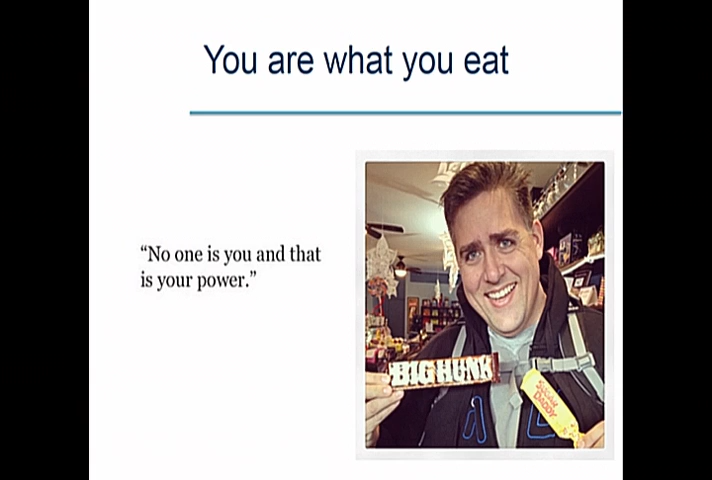 You are what you eat
“No one is you and that
is your power.”
BIG HUNK
SUGAR
DADDY